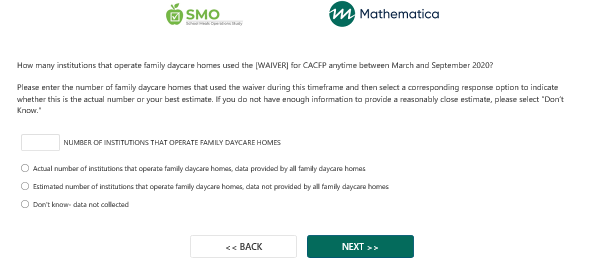 SMO
School Meals Operations Study
Mathematica
How many institutions that operate family daycare homes used the [WAIVER] for CACFP anytime between March and September 2020?
Please enter the number of family daycare homes that used the waiver during this timeframe and then select a corresponding response option to indicate
whether this is the actual number or your best estimate. If you do not have enough information to provide a reasonably close estimate, please select "Don't
Know."
NUMBER OF INSTITUTIONS THAT OPERATE FAMILY DAYCARE HOMES
Actual number of institutions that operate family daycare homes, data provided by all family daycare homes
Estimated number of institutions that operate family daycare homes, data not provided by all family daycare homes
Don't know- data not collected
<< BACK
NEXT >>